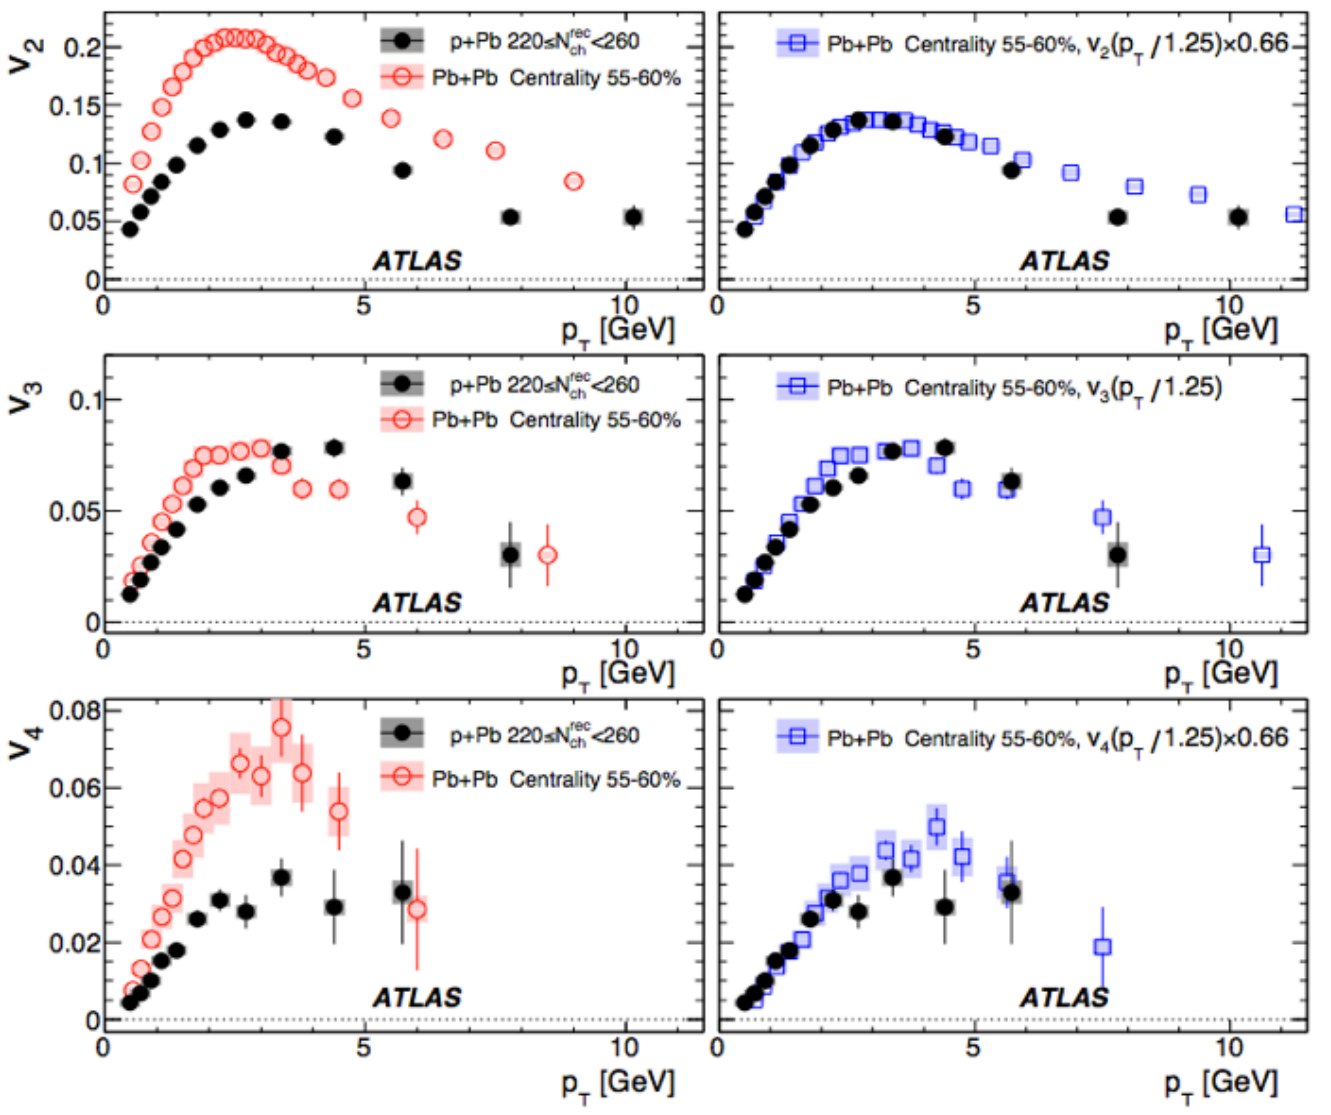 v₂
0.2
0.15
0.1
0.05
0
p+Pb 220≤N_ch^rec<260
Pb+Pb Centrality 55-60%
ATLAS
0 5 10
p_T [GeV]
Pb+Pb Centrality 55-60%, v₂(p_T /1.25)×0.66
ATLAS
0 5 10
p_T [GeV]
v₃
0.1
0.05
0
p+Pb 220≤N_ch^rec<260
Pb+Pb Centrality 55-60%
ATLAS
0 5 10
p_T [GeV]
Pb+Pb Centrality 55-60%, v₃(p_T /1.25)
ATLAS
0 5 10
p_T [GeV]
v₄
0.08
0.06
0.04
0.02
0
p+Pb 220≤N_ch^rec<260
Pb+Pb Centrality 55-60%
ATLAS
0 5 10
p_T [GeV]
Pb+Pb Centrality 55-60%, v₄(p_T /1.25)×0.66
ATLAS
0 5 10
p_T [GeV]